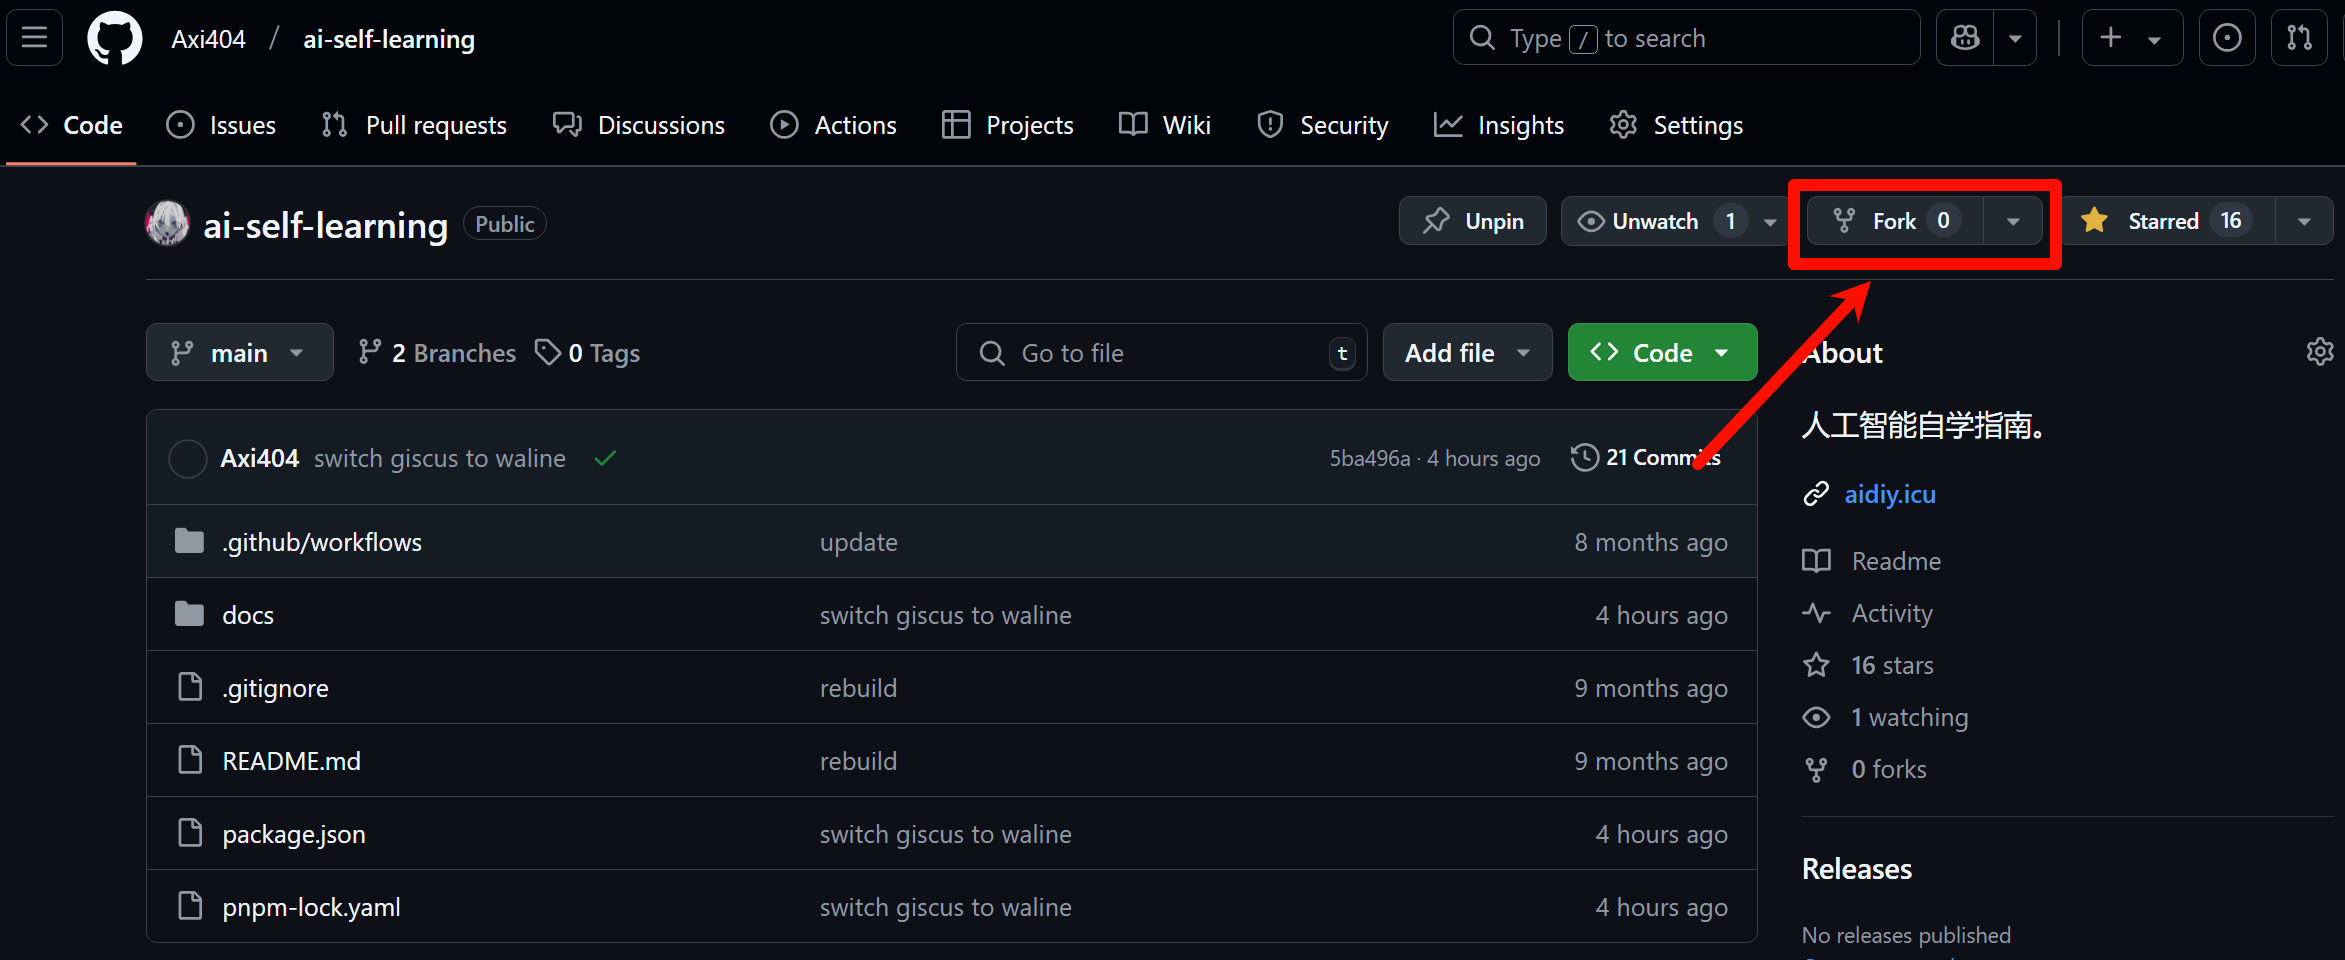 Axi404 / ai-self-learning
Type / to search
Code Issues Pull requests Discussions Actions Projects Wiki Security Insights Settings
ai-self-learning Public
Unpin Unwatch 1 Fork 0 Starred 16
main 2 Branches 0 Tags
Go to file t Add file Code
Axi404 switch giscus to waline 5ba496a · 4 hours ago 21 Commits
.github/workflows update 8 months ago
docs switch giscus to waline 4 hours ago
.gitignore rebuild 9 months ago
README.md rebuild 9 months ago
package.json switch giscus to waline 4 hours ago
pnpm-lock.yaml switch giscus to waline 4 hours ago
About
人工智能自学指南。
aidiy.icu
Readme
Activity
16 stars
1 watching
0 forks
Releases
No releases published